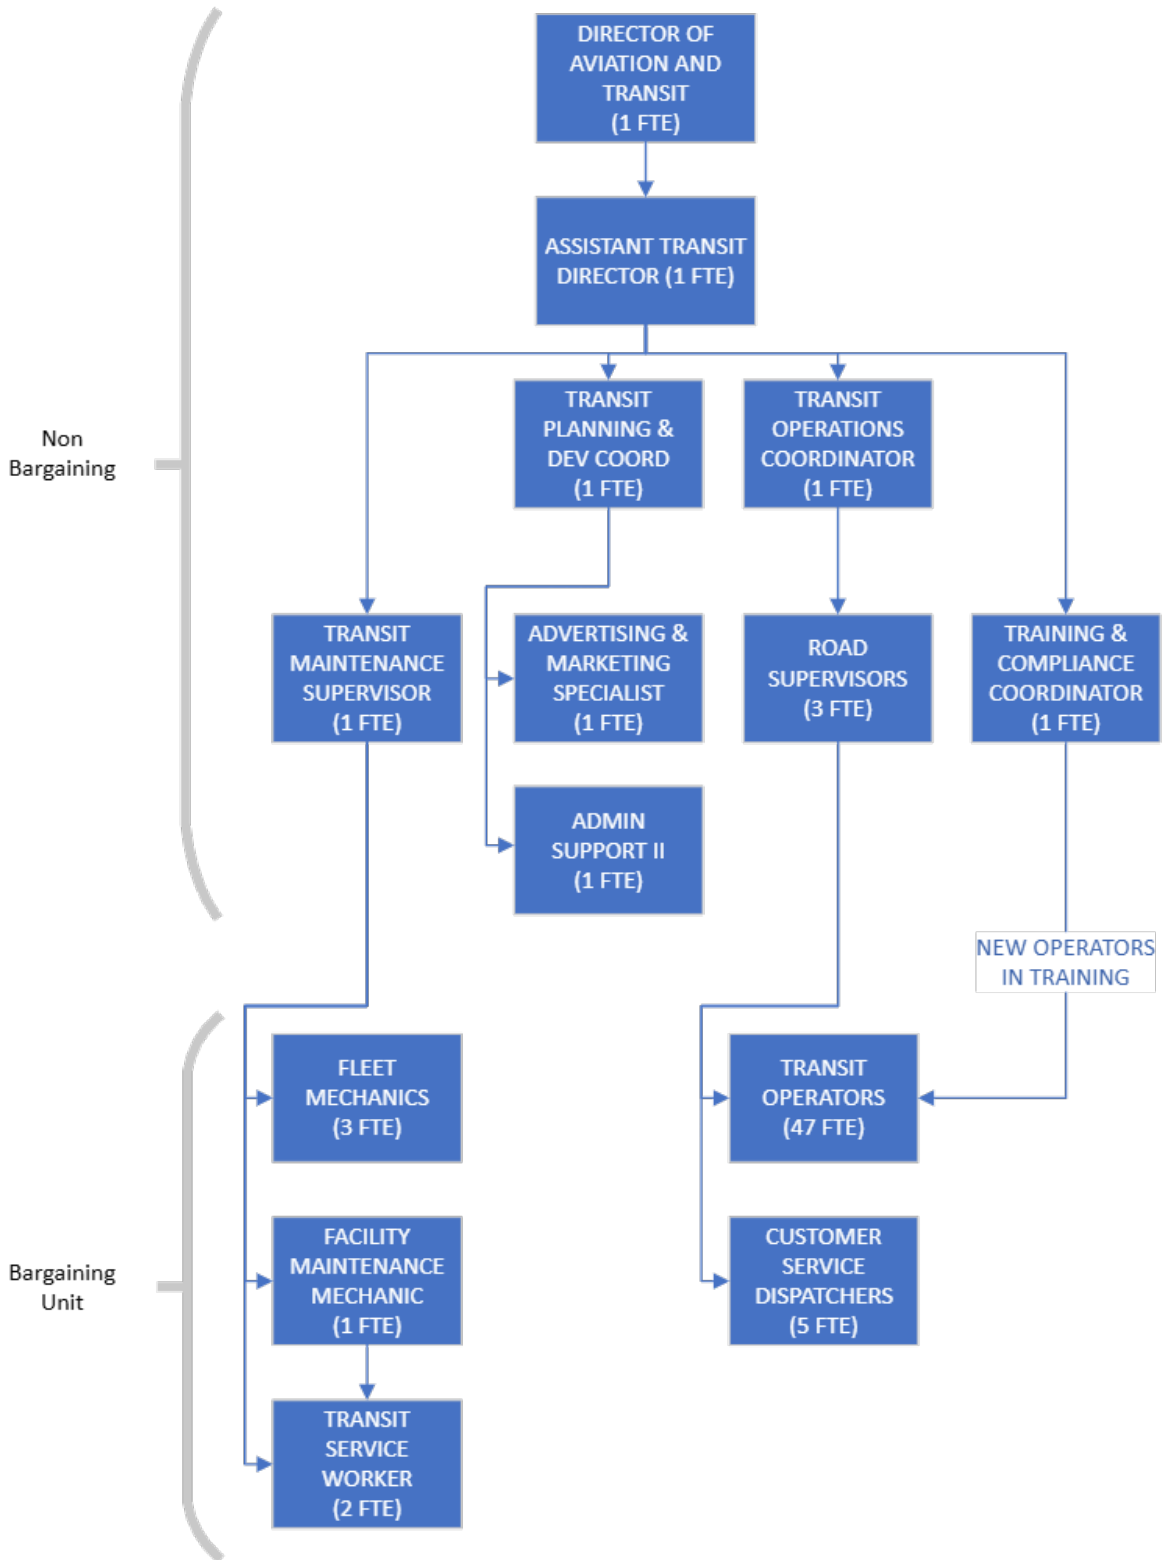 DIRECTOR OF
AVIATION AND
TRANSIT
(1 FTE)
ASSISTANT TRANSIT
DIRECTOR (1 FTE)
Non
Bargaining
TRANSIT
PLANNING &
DEV COORD
(1 FTE)
TRANSIT
OPERATIONS
COORDINATOR
(1 FTE)
TRANSIT
MAINTENANCE
SUPERVISOR
(1 FTE)
ADVERTISING &
MARKETING
SPECIALIST
(1 FTE)
ROAD
SUPERVISORS
(3 FTE)
TRAINING &
COMPLIANCE
COORDINATOR
(1 FTE)
ADMIN
SUPPORT II
(1 FTE)
NEW OPERATORS
IN TRAINING
FLEET
MECHANICS
(3 FTE)
TRANSIT
OPERATORS
(47 FTE)
Bargaining
Unit
FACILITY
MAINTENANCE
MECHANIC
(1 FTE)
CUSTOMER
SERVICE
DISPATCHERS
(5 FTE)
TRANSIT
SERVICE
WORKER
(2 FTE)